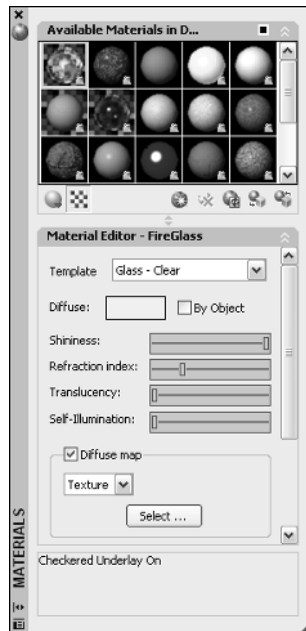 Available Materials in D...
Material Editor - FireGlass
Template Glass - Clear
Diffuse: By Object
Shininess:
Refraction index:
Translucency:
Self-Illumination:
Diffuse map
Texture
Select ...
Checkered Underlay On
MATERIALS